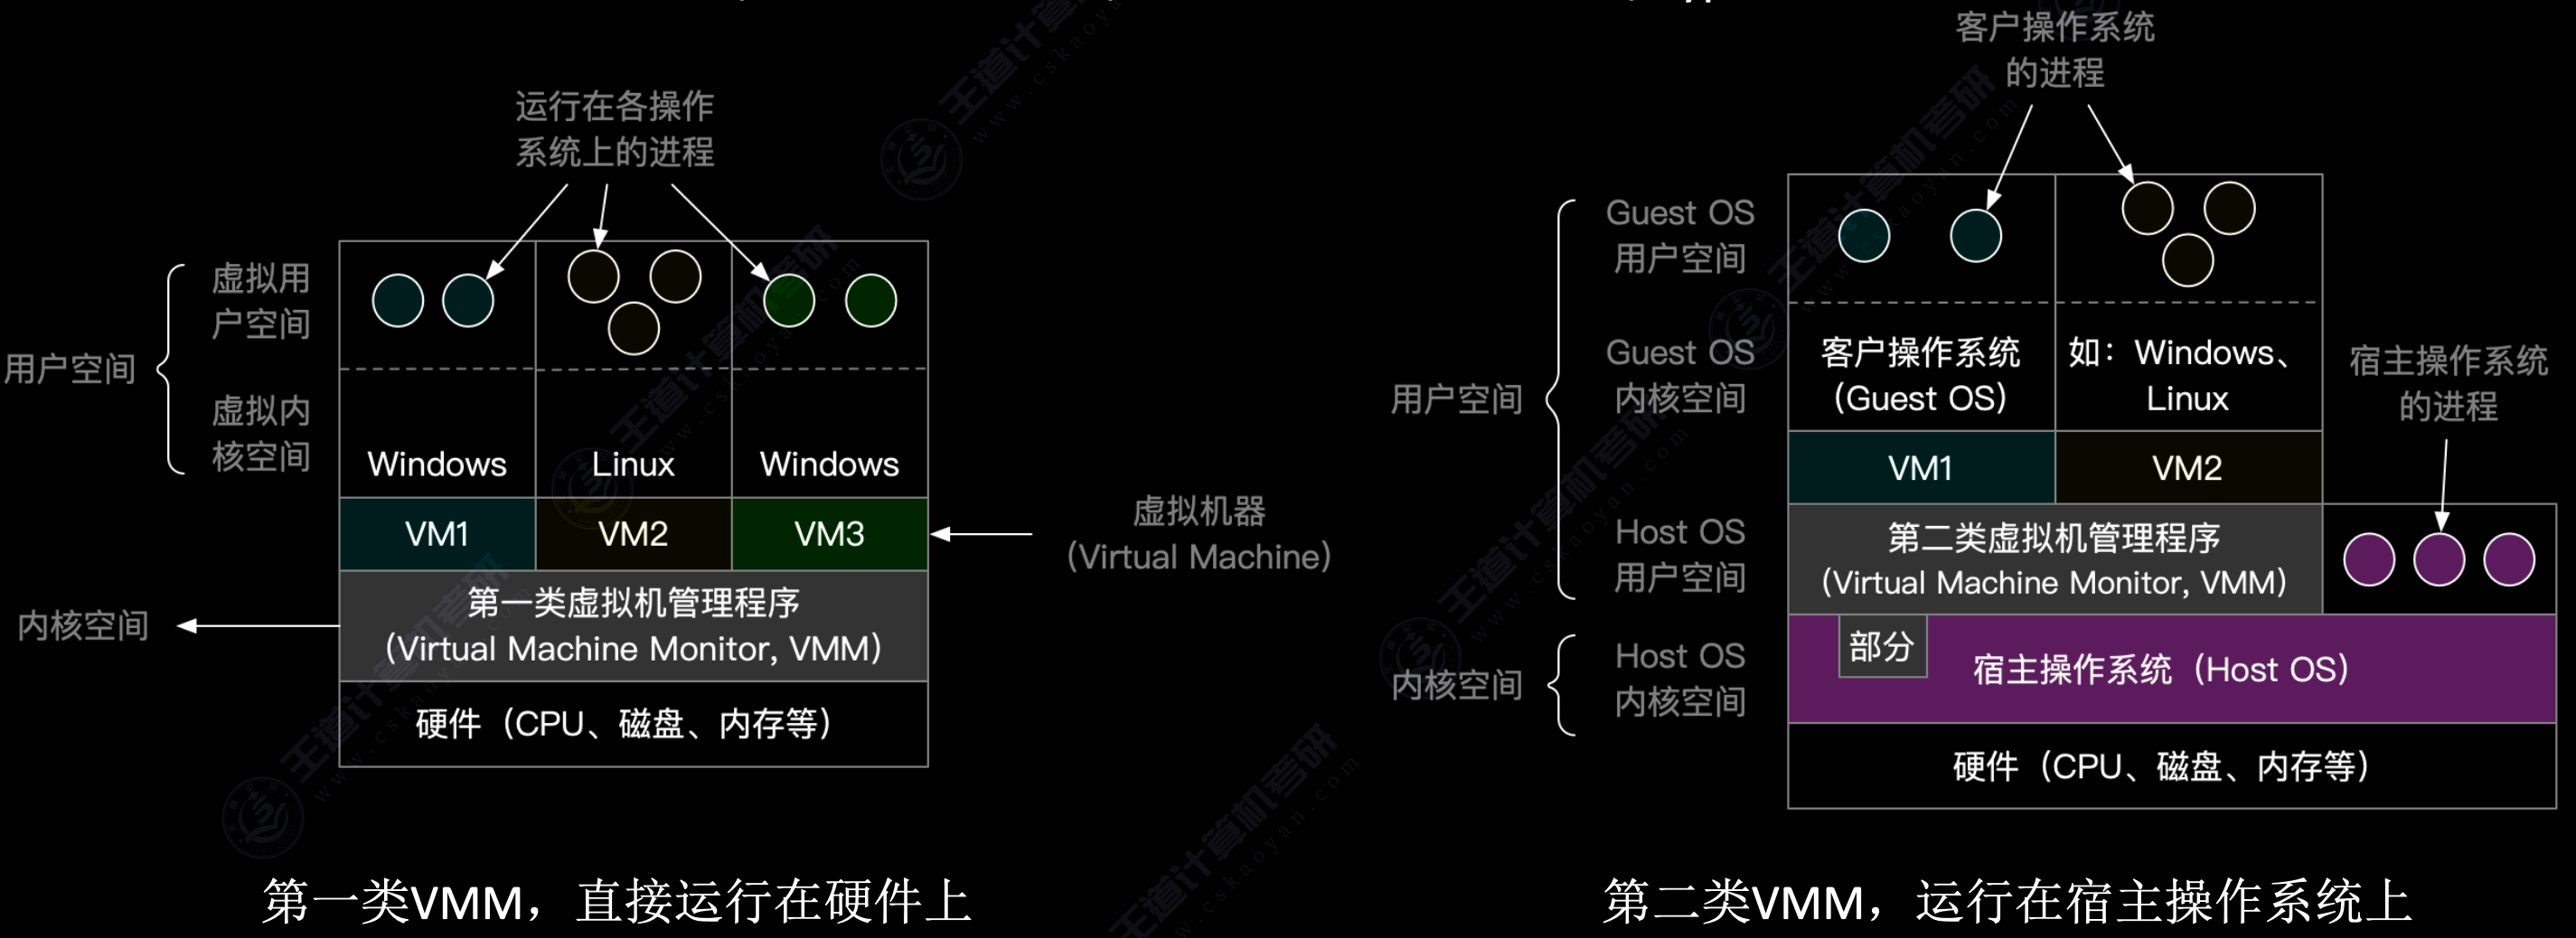 运行在各操作
系统上的进程
虚拟用
户空间
用户空间
虚拟内
核空间
Windows
Linux
Windows
VM1
VM2
VM3
虚拟机器
(Virtual Machine)
内核空间
第一类虚拟机管理程序
(Virtual Machine Monitor, VMM)
硬件（CPU、磁盘、内存等）
第一类VMM，直接运行在硬件上
客户操作系统
的进程
Guest OS
用户空间
Guest OS
内核空间
用户空间
客户操作系统
(Guest OS)
如：Windows、
Linux
宿主操作系统
的进程
VM1
VM2
Host OS
用户空间
第二类虚拟机管理程序
(Virtual Machine Monitor, VMM)
内核空间
Host OS
内核空间
部分
宿主操作系统（Host OS）
硬件（CPU、磁盘、内存等）
第二类VMM，运行在宿主操作系统上
王道计算机考研
www.cskaoyan.com